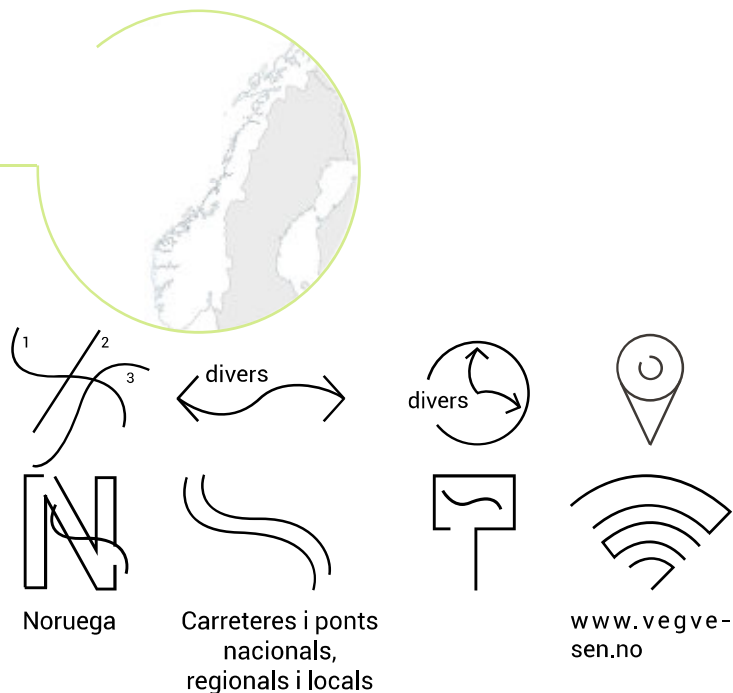 1
2
3
divers
divers
Noruega
Carreteres i ponts
nacionals,
regionals i locals
www.vegve-
sen.no